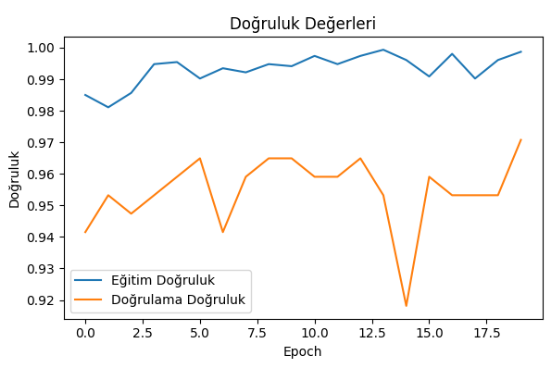 Doğruluk Değerleri
1.00
0.99
0.98
0.97
0.96
0.95
0.94
0.93
0.92
Doğruluk
Eğitim Doğruluk
Doğrulama Doğruluk
0.0 2.5 5.0 7.5 10.0 12.5 15.0 17.5
Epoch